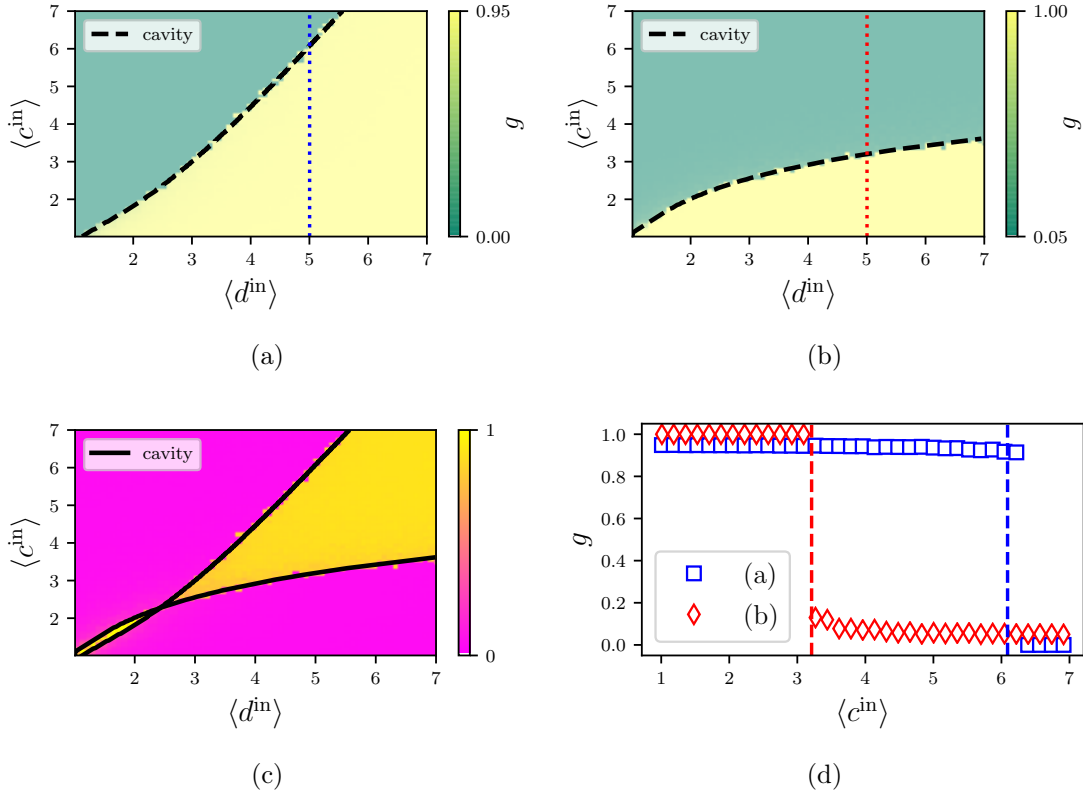 7
6
5
4
3
2
⟨c^in⟩
cavity
2 3 4 5 6 7
⟨d^in⟩
0.95
g
0.00
(a)
7
6
5
4
3
2
⟨c^in⟩
cavity
2 3 4 5 6 7
⟨d^in⟩
1.00
g
0.05
(b)
7
6
5
4
3
2
⟨c^in⟩
cavity
2 3 4 5 6 7
⟨d^in⟩
1
0
(c)
1.0
0.8
0.6
0.4
0.2
0.0
g
(a)
(b)
1 2 3 4 5 6 7
⟨c^in⟩
(d)